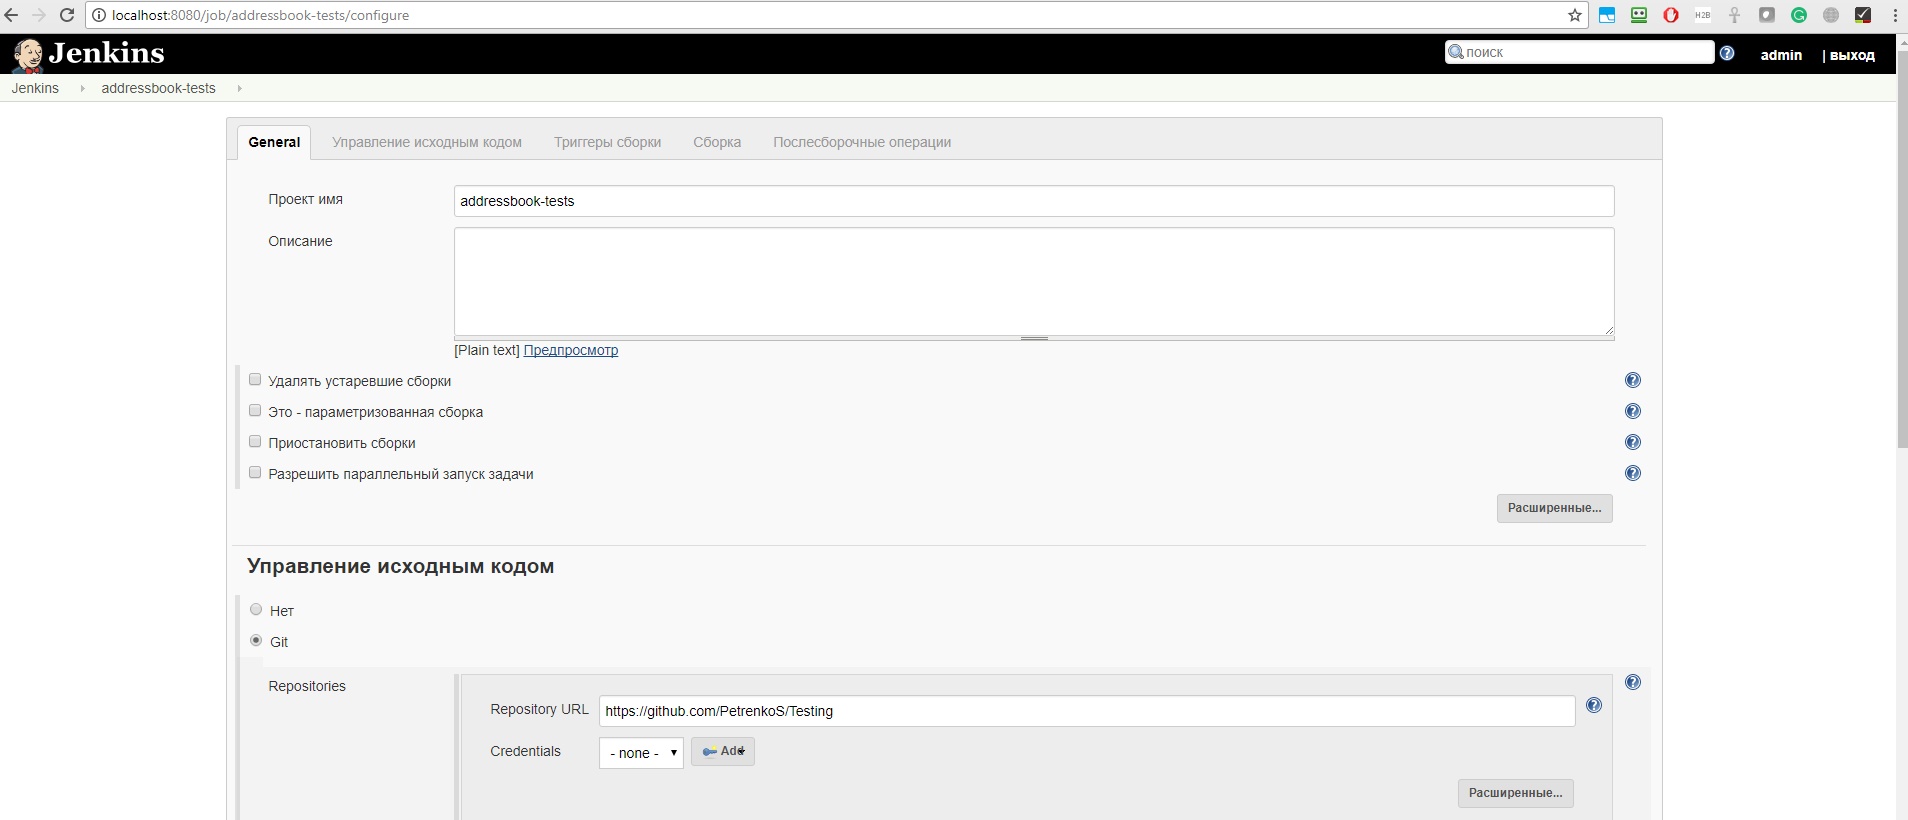 localhost:8080/job/addressbook-tests/configure
H2B
G
Jenkins
поиск
?
admin
| выход
Jenkins
addressbook-tests
General
Управление исходным кодом
Триггеры сборки
Сборка
Послесборочные операции
Проект имя
addressbook-tests
Описание
[Plain text] Предпросмотр
Удалять устаревшие сборки
?
Это - параметризованная сборка
?
Приостановить сборки
?
Разрешить параллельный запуск задачи
?
Расширенные...
Управление исходным кодом
Нет
Git
Repositories
?
Repository URL
https://github.com/PetrenkoS/Testing
?
Credentials
- none -
Add
Расширенные...